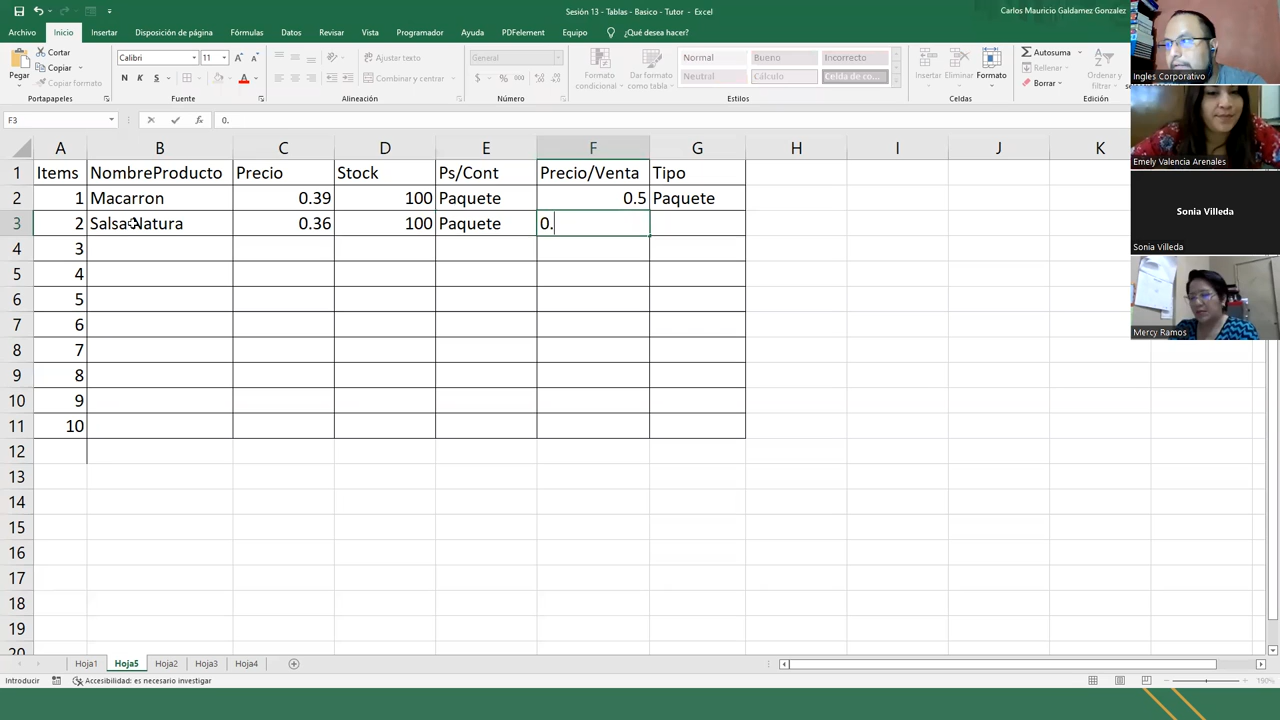 Sesión 13 - Tablas - Basico - Tutor - Excel
Carlos Mauricio Galdamez Gonzalez
Archivo Inicio Insertar Disposición de página Fórmulas Datos Revisar Vista Programador Ayuda PDFelement Equipo ¿Qué desea hacer?
Pegar
Cortar
Copiar
Copiar formato
Portapapeles
Calibri 11
N K S
Fuente
Ajustar texto
Combinar y centrar
Alineación
General
$ % 000
Número
Formato condicional
Dar formato como tabla
Normal Bueno Incorrecto
Neutral Cálculo Celda de co...
Estilos
Insertar Eliminar Formato
Celdas
Autosuma
Rellenar
Borrar
Ordenar y filtrar
Edición
F3 fx 0.
A B C D E F G H I J K
1 Items NombreProducto Precio Stock Ps/Cont Precio/Venta Tipo
2 1 Macarron 0.39 100 Paquete 0.5 Paquete
3 2 Salsa Natura 0.36 100 Paquete 0.
4 3
5 4
6 5
7 6
8 7
9 8
10 9
11 10
12
13
14
15
16
17
18
19
20
Hoja1 Hoja5 Hoja2 Hoja3 Hoja4
Introducir Accesibilidad: es necesario investigar
190%
Ingles Corporativo
Emely Valencia Arenales
Sonia Villeda
Sonia Villeda
Mercy Ramos